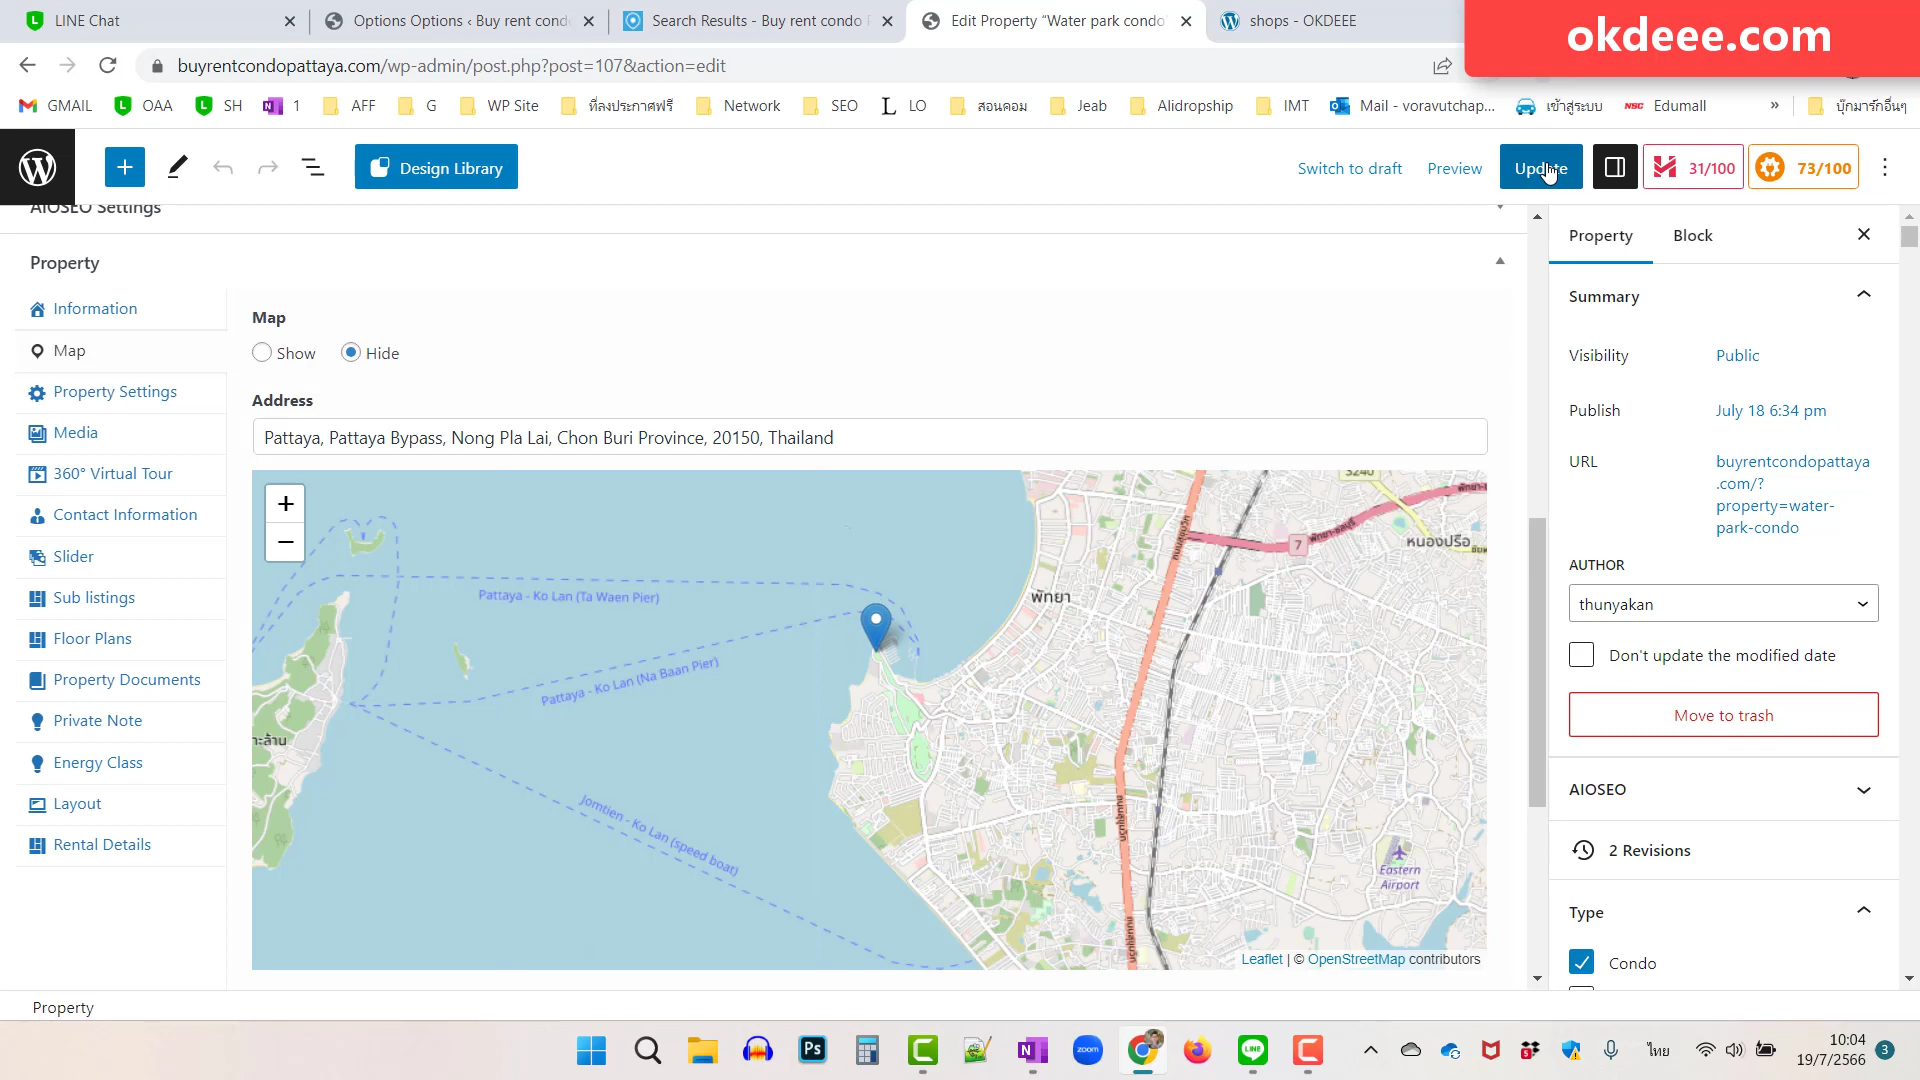 LINE Chat
Options Options ‹ Buy rent cond
Search Results - Buy rent condo P
Edit Property “Water park condo”
shops - OKDEEE
okdeee.com
buyrentcondopattaya.com/wp-admin/post.php?post=107&action=edit
GMAIL
OAA
SH
1
AFF
G
WP Site
ที่ลงประกาศฟรี
Network
SEO
LO
สอนคอม
Jeab
Alidropship
IMT
Mail - voravutchap...
เข้าสู่ระบบ
NSC
Edumall
»
บุ๊กมาร์กอื่นๆ
Design Library
Switch to draft
Preview
Update
31/100
73/100
AIOSEO Settings
Property
Information
Map
Property Settings
Media
360° Virtual Tour
Contact Information
Slider
Sub listings
Floor Plans
Property Documents
Private Note
Energy Class
Layout
Rental Details
Map
Show
Hide
Address
Pattaya, Pattaya Bypass, Nong Pla Lai, Chon Buri Province, 20150, Thailand
+
−
3240
7
หนองปรือ
พัทยา
Pattaya - Ko Lan (Ta Waen Pier)
Pattaya - Ko Lan (Na Baan Pier)
Jomtien - Ko Lan (speed boat)
Eastern
Airport
Leaflet | © OpenStreetMap contributors
Property
Block
Summary
Visibility
Public
Publish
July 18 6:34 pm
URL
buyrentcondopattaya
.com/?
property=water-
park-condo
AUTHOR
thunyakan
Don't update the modified date
Move to trash
AIOSEO
2 Revisions
Type
Condo
Property
Ps
zoom
LINE
ไทย
10:04
19/7/2566
3